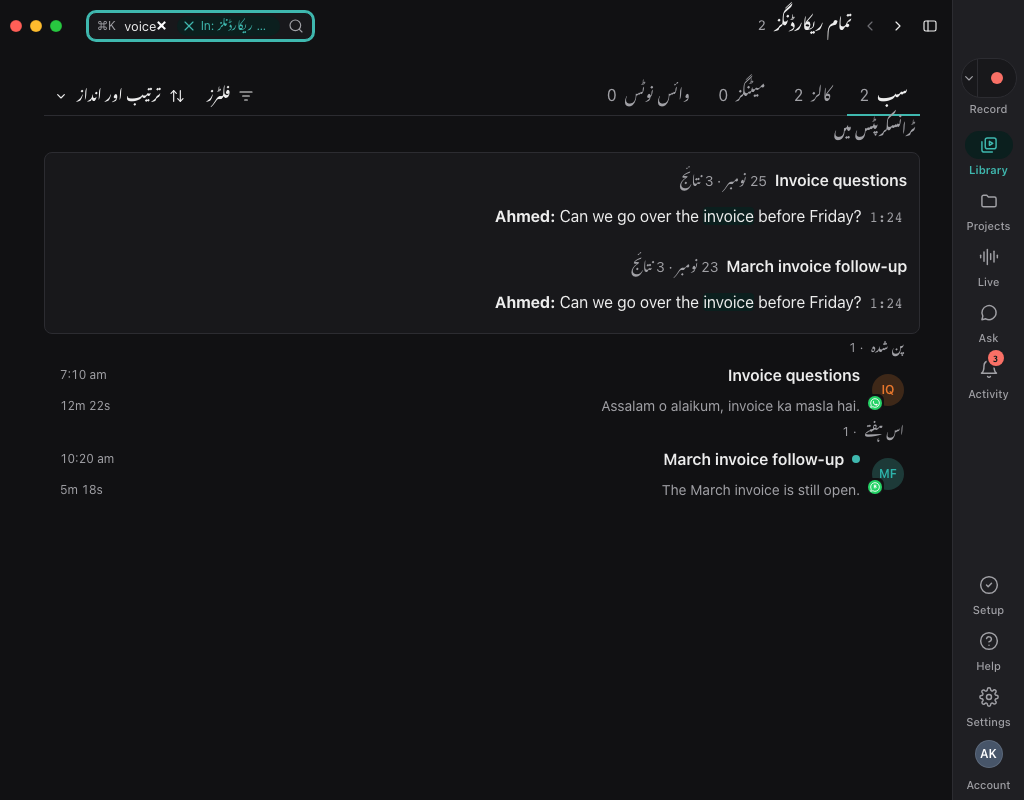 تمام ریکارڈنگز 2
In: ریکارڈنگز ...
voice
⌘K
سب 2
کالز 2
میٹنگز 0
وائس نوٹس 0
فلٹرز
ترتیب اور انداز
ٹرانسکرپٹس میں
Invoice questions 25 نومبر · 3 نتائج
Ahmed: Can we go over the invoice before Friday? 1:24
March invoice follow-up 23 نومبر · 3 نتائج
Ahmed: Can we go over the invoice before Friday? 1:24
پن شدہ · 1
IQ
Invoice questions
7:10 am
Assalam o alaikum, invoice ka masla hai.
12m 22s
اس ہفتے · 1
MF
March invoice follow-up
10:20 am
The March invoice is still open.
5m 18s
Record
Library
Projects
Live
Ask
3
Activity
Setup
Help
Settings
AK
Account